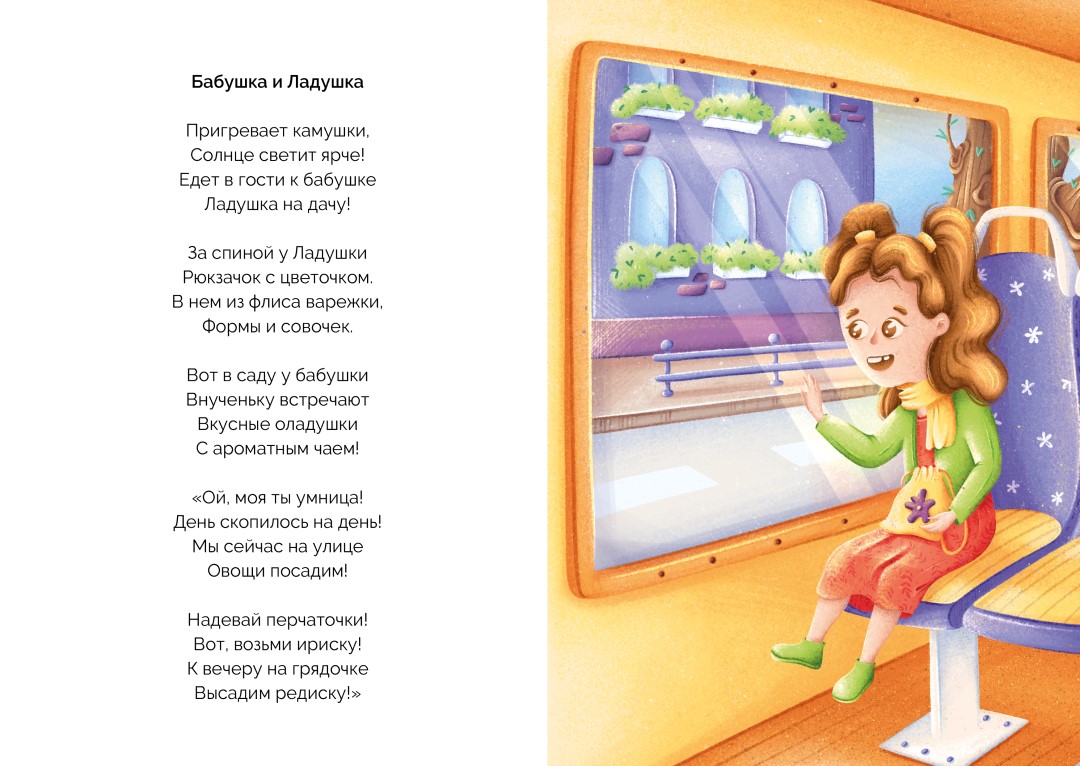 Бабушка и Ладушка
Пригревает камушки,
Солнце светит ярче!
Едет в гости к бабушке
Ладушка на дачу!
За спиной у Ладушки
Рюкзачок с цветочком.
В нем из флиса варежки,
Формы и совочек.
Вот в саду у бабушки
Внученьку встречают
Вкусные оладушки
С ароматным чаем!
«Ой, моя ты умница!
День скопилось на день!
Мы сейчас на улице
Овощи посадим!
Надевай перчаточки!
Вот, возьми ириску!
К вечеру на грядочке
Высадим редиску!»